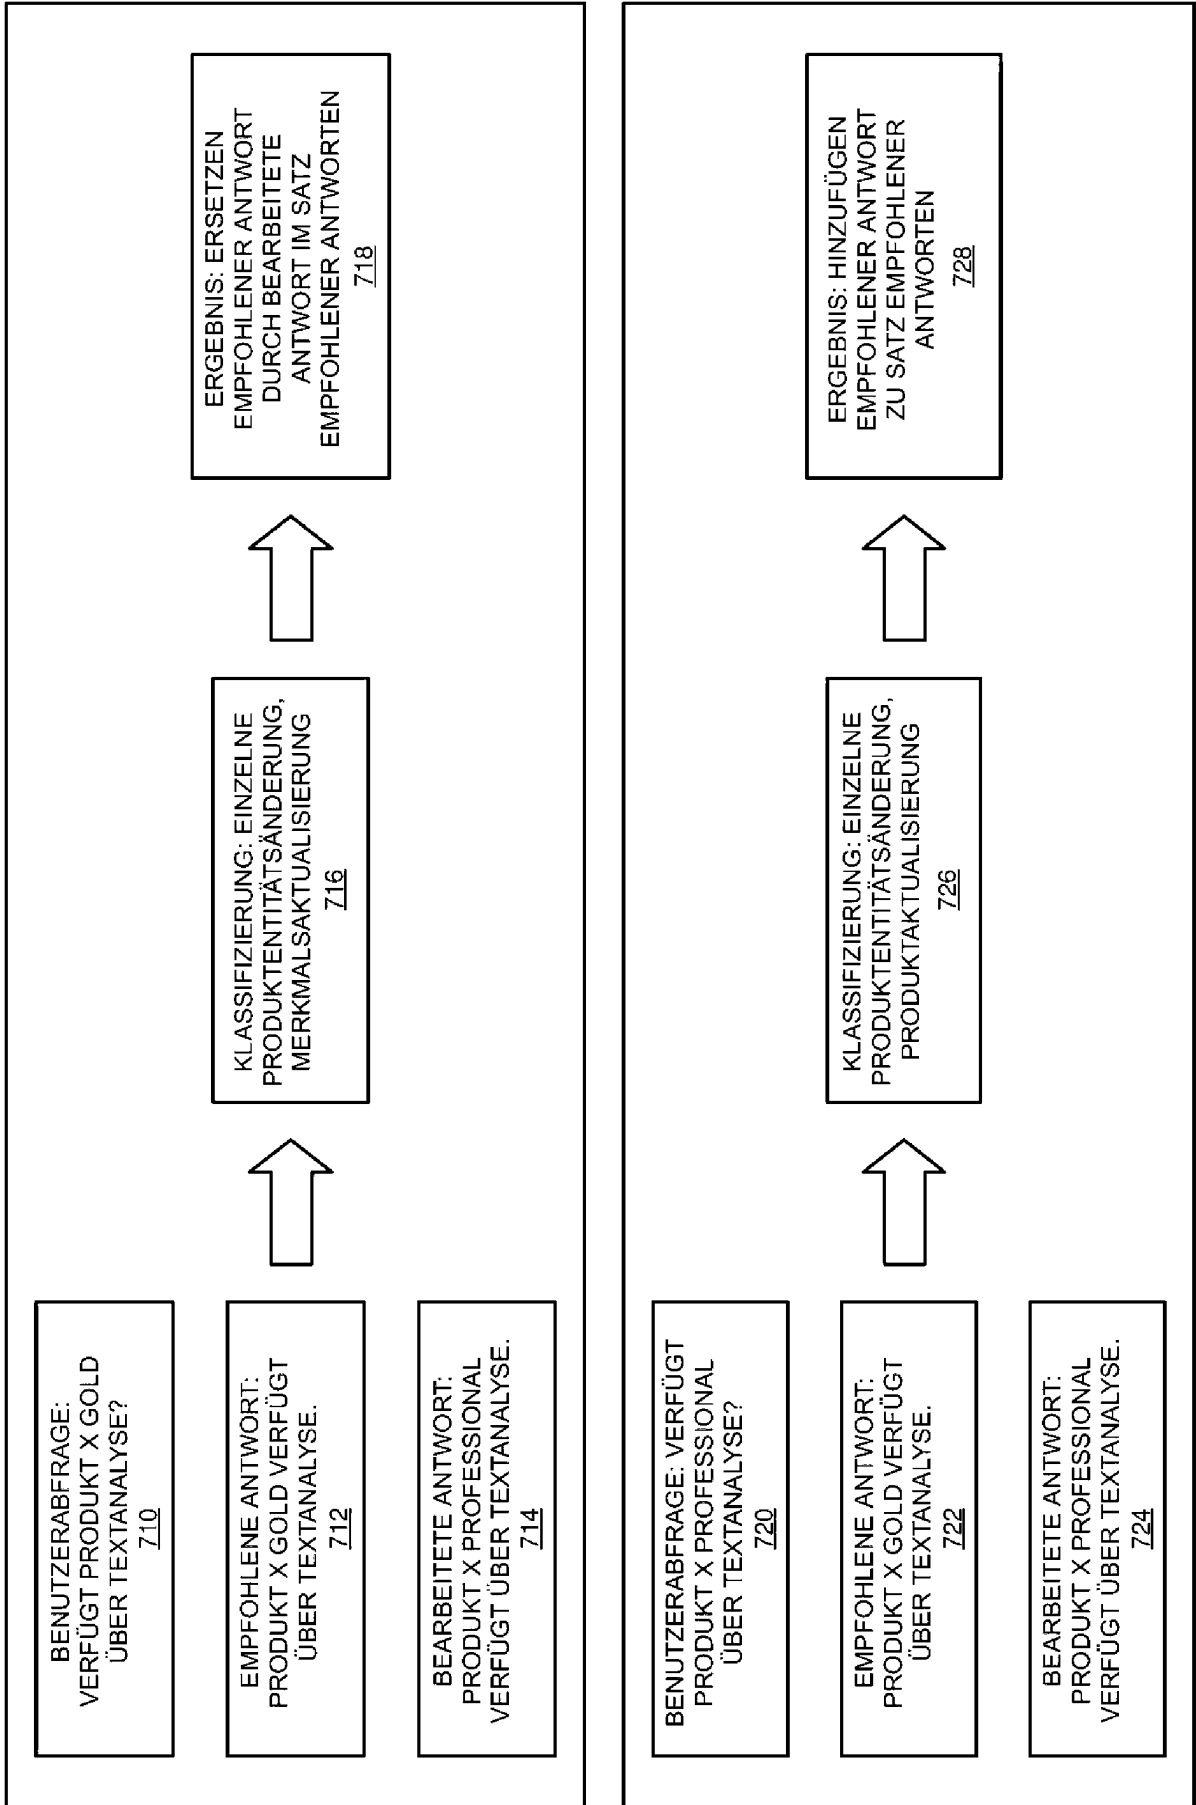 BENUTZERABFRAGE:
VERFÜGT PRODUKT X GOLD
ÜBER TEXTANALYSE?
710
EMPFOHLENE ANTWORT:
PRODUKT X GOLD VERFÜGT
ÜBER TEXTANALYSE.
712
BEARBEITETE ANTWORT:
PRODUKT X PROFESSIONAL
VERFÜGT ÜBER TEXTANALYSE.
714
KLASSIFIZIERUNG: EINZELNE
PRODUKTENTITÄTSÄNDERUNG,
MERKMALSAKTUALISIERUNG
716
ERGEBNIS: ERSETZEN
EMPFOHLENER ANTWORT
DURCH BEARBEITETE
ANTWORT IM SATZ
EMPFOHLENER ANTWORTEN
718
BENUTZERABFRAGE: VERFÜGT
PRODUKT X PROFESSIONAL
ÜBER TEXTANALYSE?
720
EMPFOHLENE ANTWORT:
PRODUKT X GOLD VERFÜGT
ÜBER TEXTANALYSE.
722
BEARBEITETE ANTWORT:
PRODUKT X PROFESSIONAL
VERFÜGT ÜBER TEXTANALYSE.
724
KLASSIFIZIERUNG: EINZELNE
PRODUKTENTITÄTSÄNDERUNG,
PRODUKTAKTUALISIERUNG
726
ERGEBNIS: HINZUFÜGEN
EMPFOHLENER ANTWORT
ZU SATZ EMPFOHLENER
ANTWORTEN
728